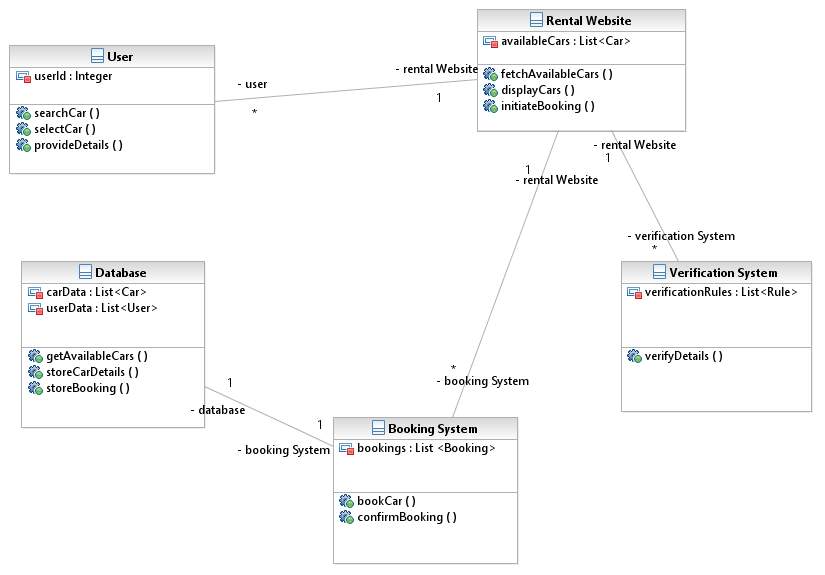 Rental Website
availableCars : List<Car>
fetchAvailableCars ( )
displayCars ( )
initiateBooking ( )
User
userId : Integer
searchCar ( )
selectCar ( )
provideDetails ( )
- user
*
- rental Website
1
- rental Website
1
1
- rental Website
- verification System
*
Database
carData : List<Car>
userData : List<User>
getAvailableCars ( )
storeCarDetails ( )
storeBooking ( )
Verification System
verificationRules : List<Rule>
verifyDetails ( )
*
- booking System
1
- database
1
- booking System
Booking System
bookings : List <Booking>
bookCar ( )
confirmBooking ( )